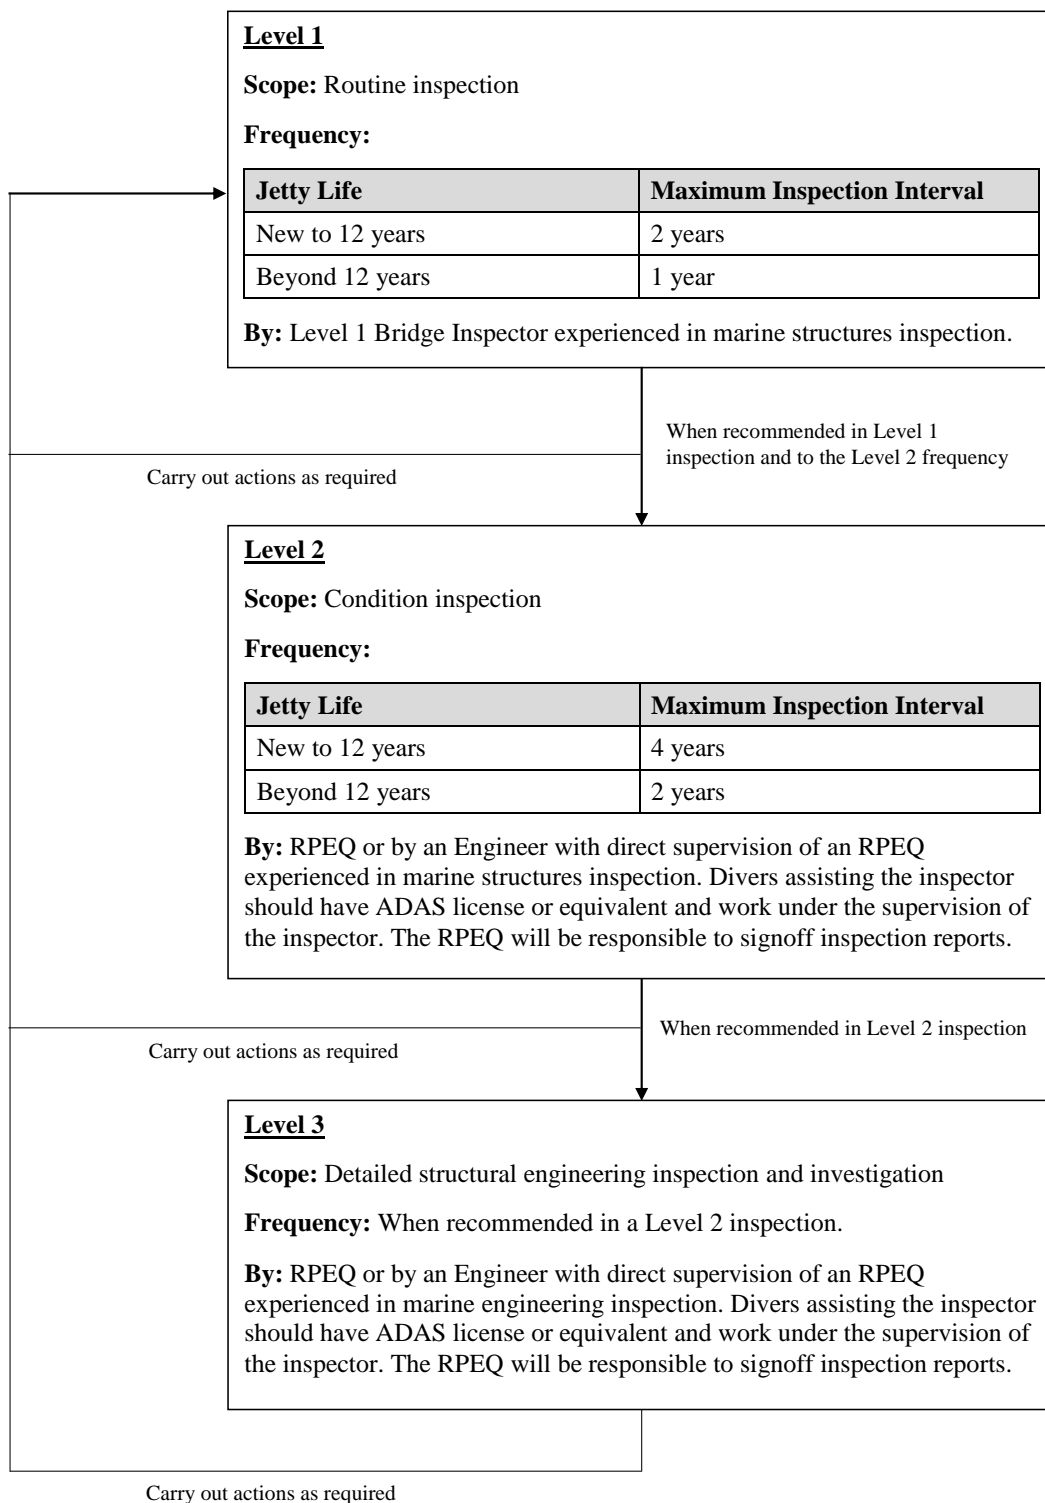 Level 1
Scope: Routine inspection
Frequency:
Jetty Life Maximum Inspection Interval
New to 12 years 2 years
Beyond 12 years 1 year
By: Level 1 Bridge Inspector experienced in marine structures inspection.
When recommended in Level 1
inspection and to the Level 2 frequency
Carry out actions as required
Level 2
Scope: Condition inspection
Frequency:
Jetty Life Maximum Inspection Interval
New to 12 years 4 years
Beyond 12 years 2 years
By: RPEQ or by an Engineer with direct supervision of an RPEQ
experienced in marine structures inspection. Divers assisting the inspector
should have ADAS license or equivalent and work under the supervision of
the inspector. The RPEQ will be responsible to signoff inspection reports.
When recommended in Level 2 inspection
Carry out actions as required
Level 3
Scope: Detailed structural engineering inspection and investigation
Frequency: When recommended in a Level 2 inspection.
By: RPEQ or by an Engineer with direct supervision of an RPEQ
experienced in marine engineering inspection. Divers assisting the inspector
should have ADAS license or equivalent and work under the supervision of
the inspector. The RPEQ will be responsible to signoff inspection reports.
Carry out actions as required